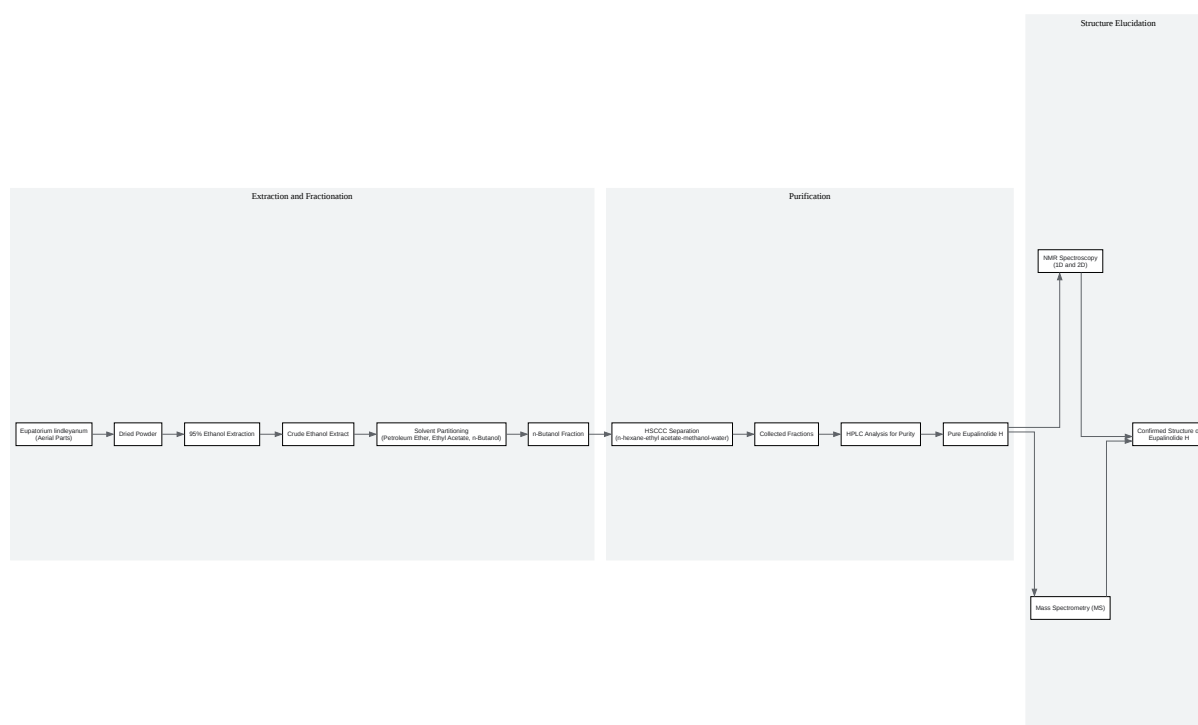 Structure Elucidation
Extraction and Fractionation
Purification
NMR Spectroscopy
(1D and 2D)
Eupatorium lindleyanum
(Aerial Parts)
Dried Powder
95% Ethanol Extraction
Crude Ethanol Extract
Solvent Partitioning
(Petroleum Ether, Ethyl Acetate, n-Butanol)
n-Butanol Fraction
HSCCC Separation
(n-hexane-ethyl acetate-methanol-water)
Collected Fractions
HPLC Analysis for Purity
Pure Eupalinolide H
Confirmed Structure
Eupalinolide H
Mass Spectrometry (MS)